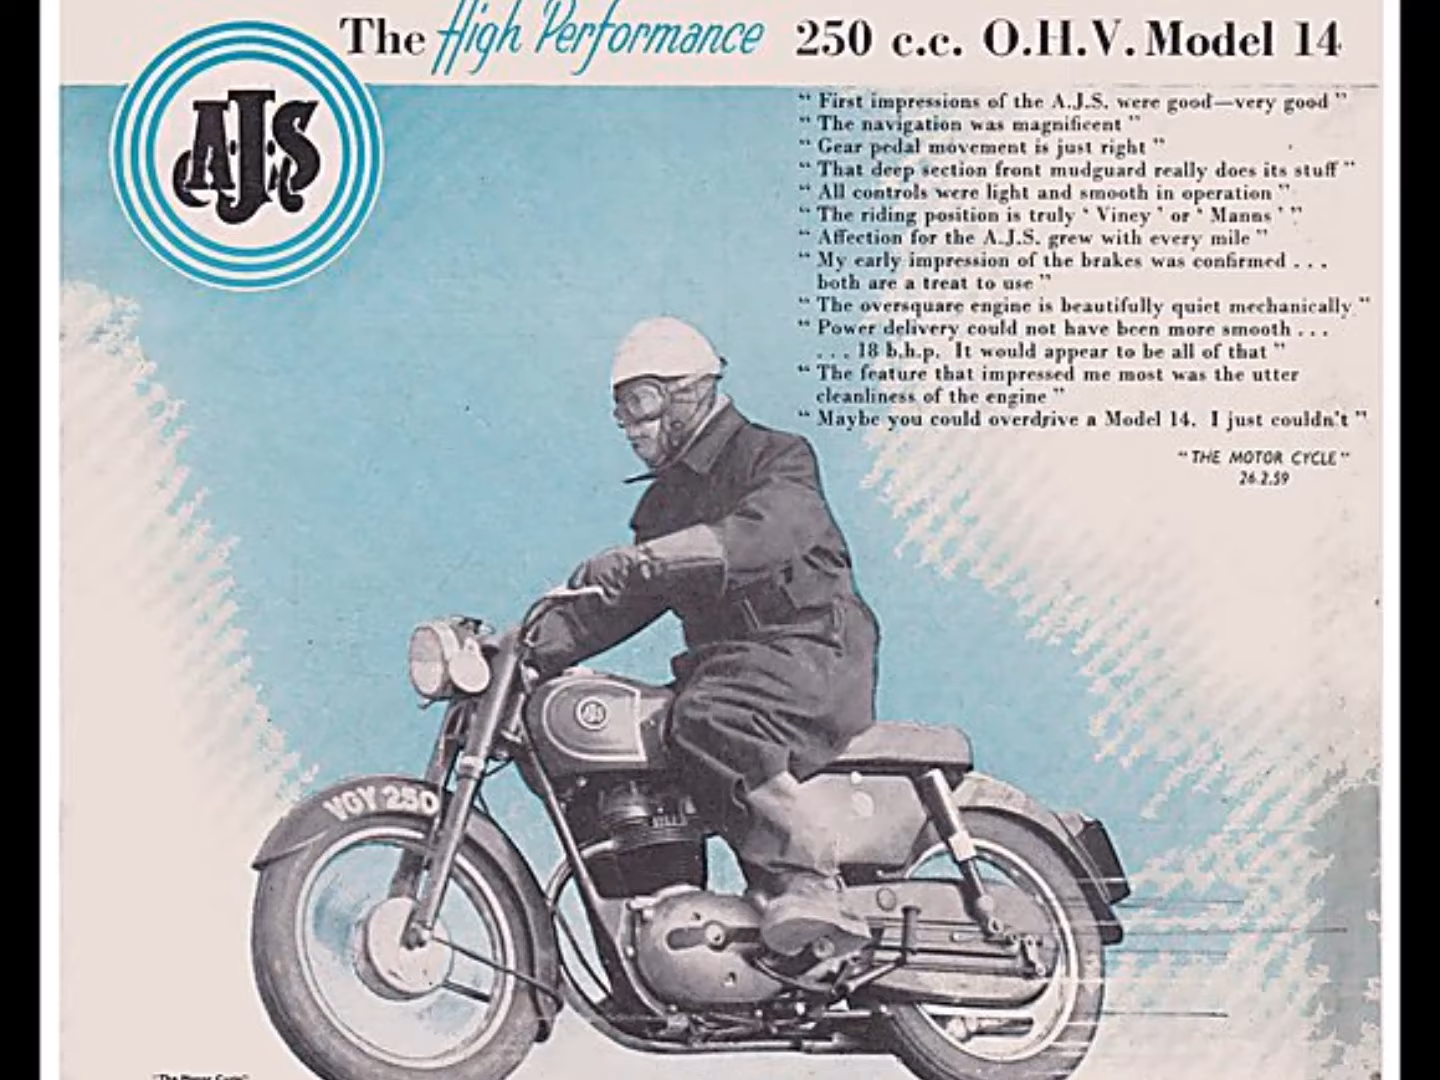 The High Performance 250 c.c. O.H.V. Model 14
AJS
“ First impressions of the A.J.S. were good—very good ”
“ The navigation was magnificent ”
“ Gear pedal movement is just right ”
“ That deep section front mudguard really does its stuff ”
“ All controls were light and smooth in operation ”
“ The riding position is truly ‘ Viney ’ or ‘ Manns ’ ”
“ Affection for the A.J.S. grew with every mile ”
“ My early impression of the brakes was confirmed . . .
both are a treat to use ”
“ The oversquare engine is beautifully quiet mechanically ”
“ Power delivery could not have been more smooth . . .
. . . 18 b.h.p. It would appear to be all of that ”
“ The feature that impressed me most was the utter
cleanliness of the engine ”
“ Maybe you could overdrive a Model 14. I just couldn't ”
“ THE MOTOR CYCLE ”
26.2.59
AJS
VGY 250
"The Motor Cycle"